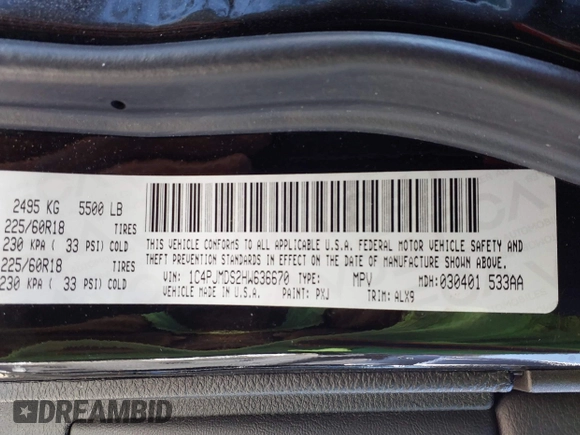 2495 KG 5500 LB
225/60R18 TIRES
230 KPA ( 33 PSI) COLD
225/60R18 TIRES
230 KPA ( 33 PSI) COLD
THIS VEHICLE CONFORMS TO ALL APPLICABLE U.S.A. FEDERAL MOTOR VEHICLE SAFETY AND
THEFT PREVENTION STANDARDS IN EFFECT ON THE DATE OF MANUFACTURE SHOWN ABOVE.
VIN: 1C4PJMDS2HW636670 TYPE: MPV MDH:030401 533AA
VEHICLE MADE IN U.S.A. PAINT: PXJ TRIM: ALX9
DREAMBID